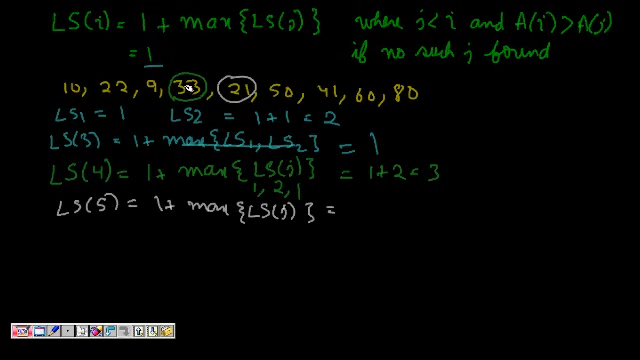 LS(i) = 1 + max{LS(j)} where j<i and A(i)>A(j)
= 1 if no such j found
10, 22, 9, 33, 21, 50, 41, 60, 80
LS1 = 1 LS2 = 1+1 = 2
LS(3) = 1+ max{LS1, LS2} = 1
LS(4) = 1+ max{LS(j)} = 1+2 = 3
1, 2, 1
LS(5) = 1+ max{LS(j)} =